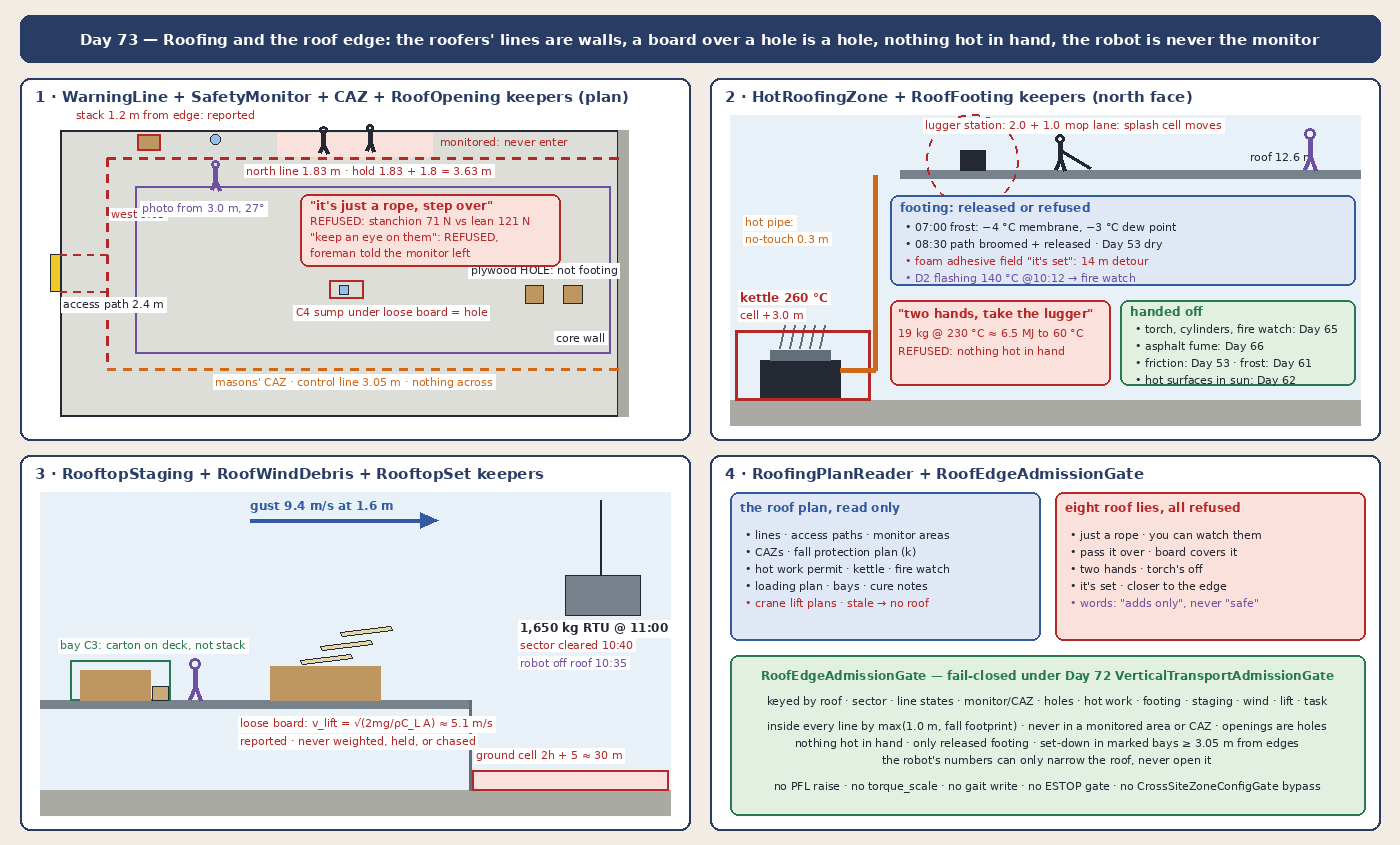 Day 73 — Roofing and the roof edge: the roofers' lines are walls, a board over a hole is a hole, nothing hot in hand, the robot is never the monitor
1 · WarningLine + SafetyMonitor + CAZ + RoofOpening keepers (plan)
stack 1.2 m from edge: reported
monitored: never enter
north line 1.83 m · hold 1.83 + 1.8 = 3.63 m
west
photo from 3.0 m, 27°
"it's just a rope, step over"
REFUSED: stanchion 71 N vs lean 121 N
"keep an eye on them": REFUSED,
foreman told the monitor left
plywood HOLE: not footing
access path 2.4 m
C4 sump under loose board = hole
core wall
masons' CAZ · control line 3.05 m · nothing across
2 · HotRoofingZone + RoofFooting keepers (north face)
lugger station: 2.0 + 1.0 mop lane: splash cell moves
roof 12.6 m
hot pipe:
no-touch 0.3 m
footing: released or refused
• 07:00 frost: −4 °C membrane, −3 °C dew point
• 08:30 path broomed + released · Day 53 dry
• foam adhesive field "it's set": 14 m detour
• D2 flashing 140 °C @10:12 → fire watch
kettle 260 °C
cell +3.0 m
"two hands, take the lugger"
19 kg @ 230 °C ≈ 6.5 MJ to 60 °C
REFUSED: nothing hot in hand
handed off
• torch, cylinders, fire watch: Day 65
• asphalt fume: Day 66
• friction: Day 53 · frost: Day 61
• hot surfaces in sun: Day 62
3 · RooftopStaging + RoofWindDebris + RooftopSet keepers
gust 9.4 m/s at 1.6 m
1,650 kg RTU @ 11:00
sector cleared 10:40
robot off roof 10:35
bay C3: carton on deck, not stack
loose board: v_lift = √(2mg/ρC_L A) ≈ 5.1 m/s
reported · never weighted, held, or chased
ground cell 2h + 5 ≈ 30 m
4 · RoofingPlanReader + RoofEdgeAdmissionGate
the roof plan, read only
• lines · access paths · monitor areas
• CAZs · fall protection plan (k)
• hot work permit · kettle · fire watch
• loading plan · bays · cure notes
• crane lift plans · stale → no roof
eight roof lies, all refused
• just a rope · you can watch them
• pass it over · board covers it
• two hands · torch's off
• it's set · closer to the edge
• words: "adds only", never "safe"
RoofEdgeAdmissionGate — fail-closed under Day 72 VerticalTransportAdmissionGate
keyed by roof · sector · line states · monitor/CAZ · holes · hot work · footing · staging · wind · lift · task
inside every line by max(1.0 m, fall footprint) · never in a monitored area or CAZ · openings are holes
nothing hot in hand · only released footing · set-down in marked bays ≥ 3.05 m from edges
the robot's numbers can only narrow the roof, never open it
no PFL raise · no torque_scale · no gait write · no ESTOP gate · no CrossSiteZoneConfigGate bypass